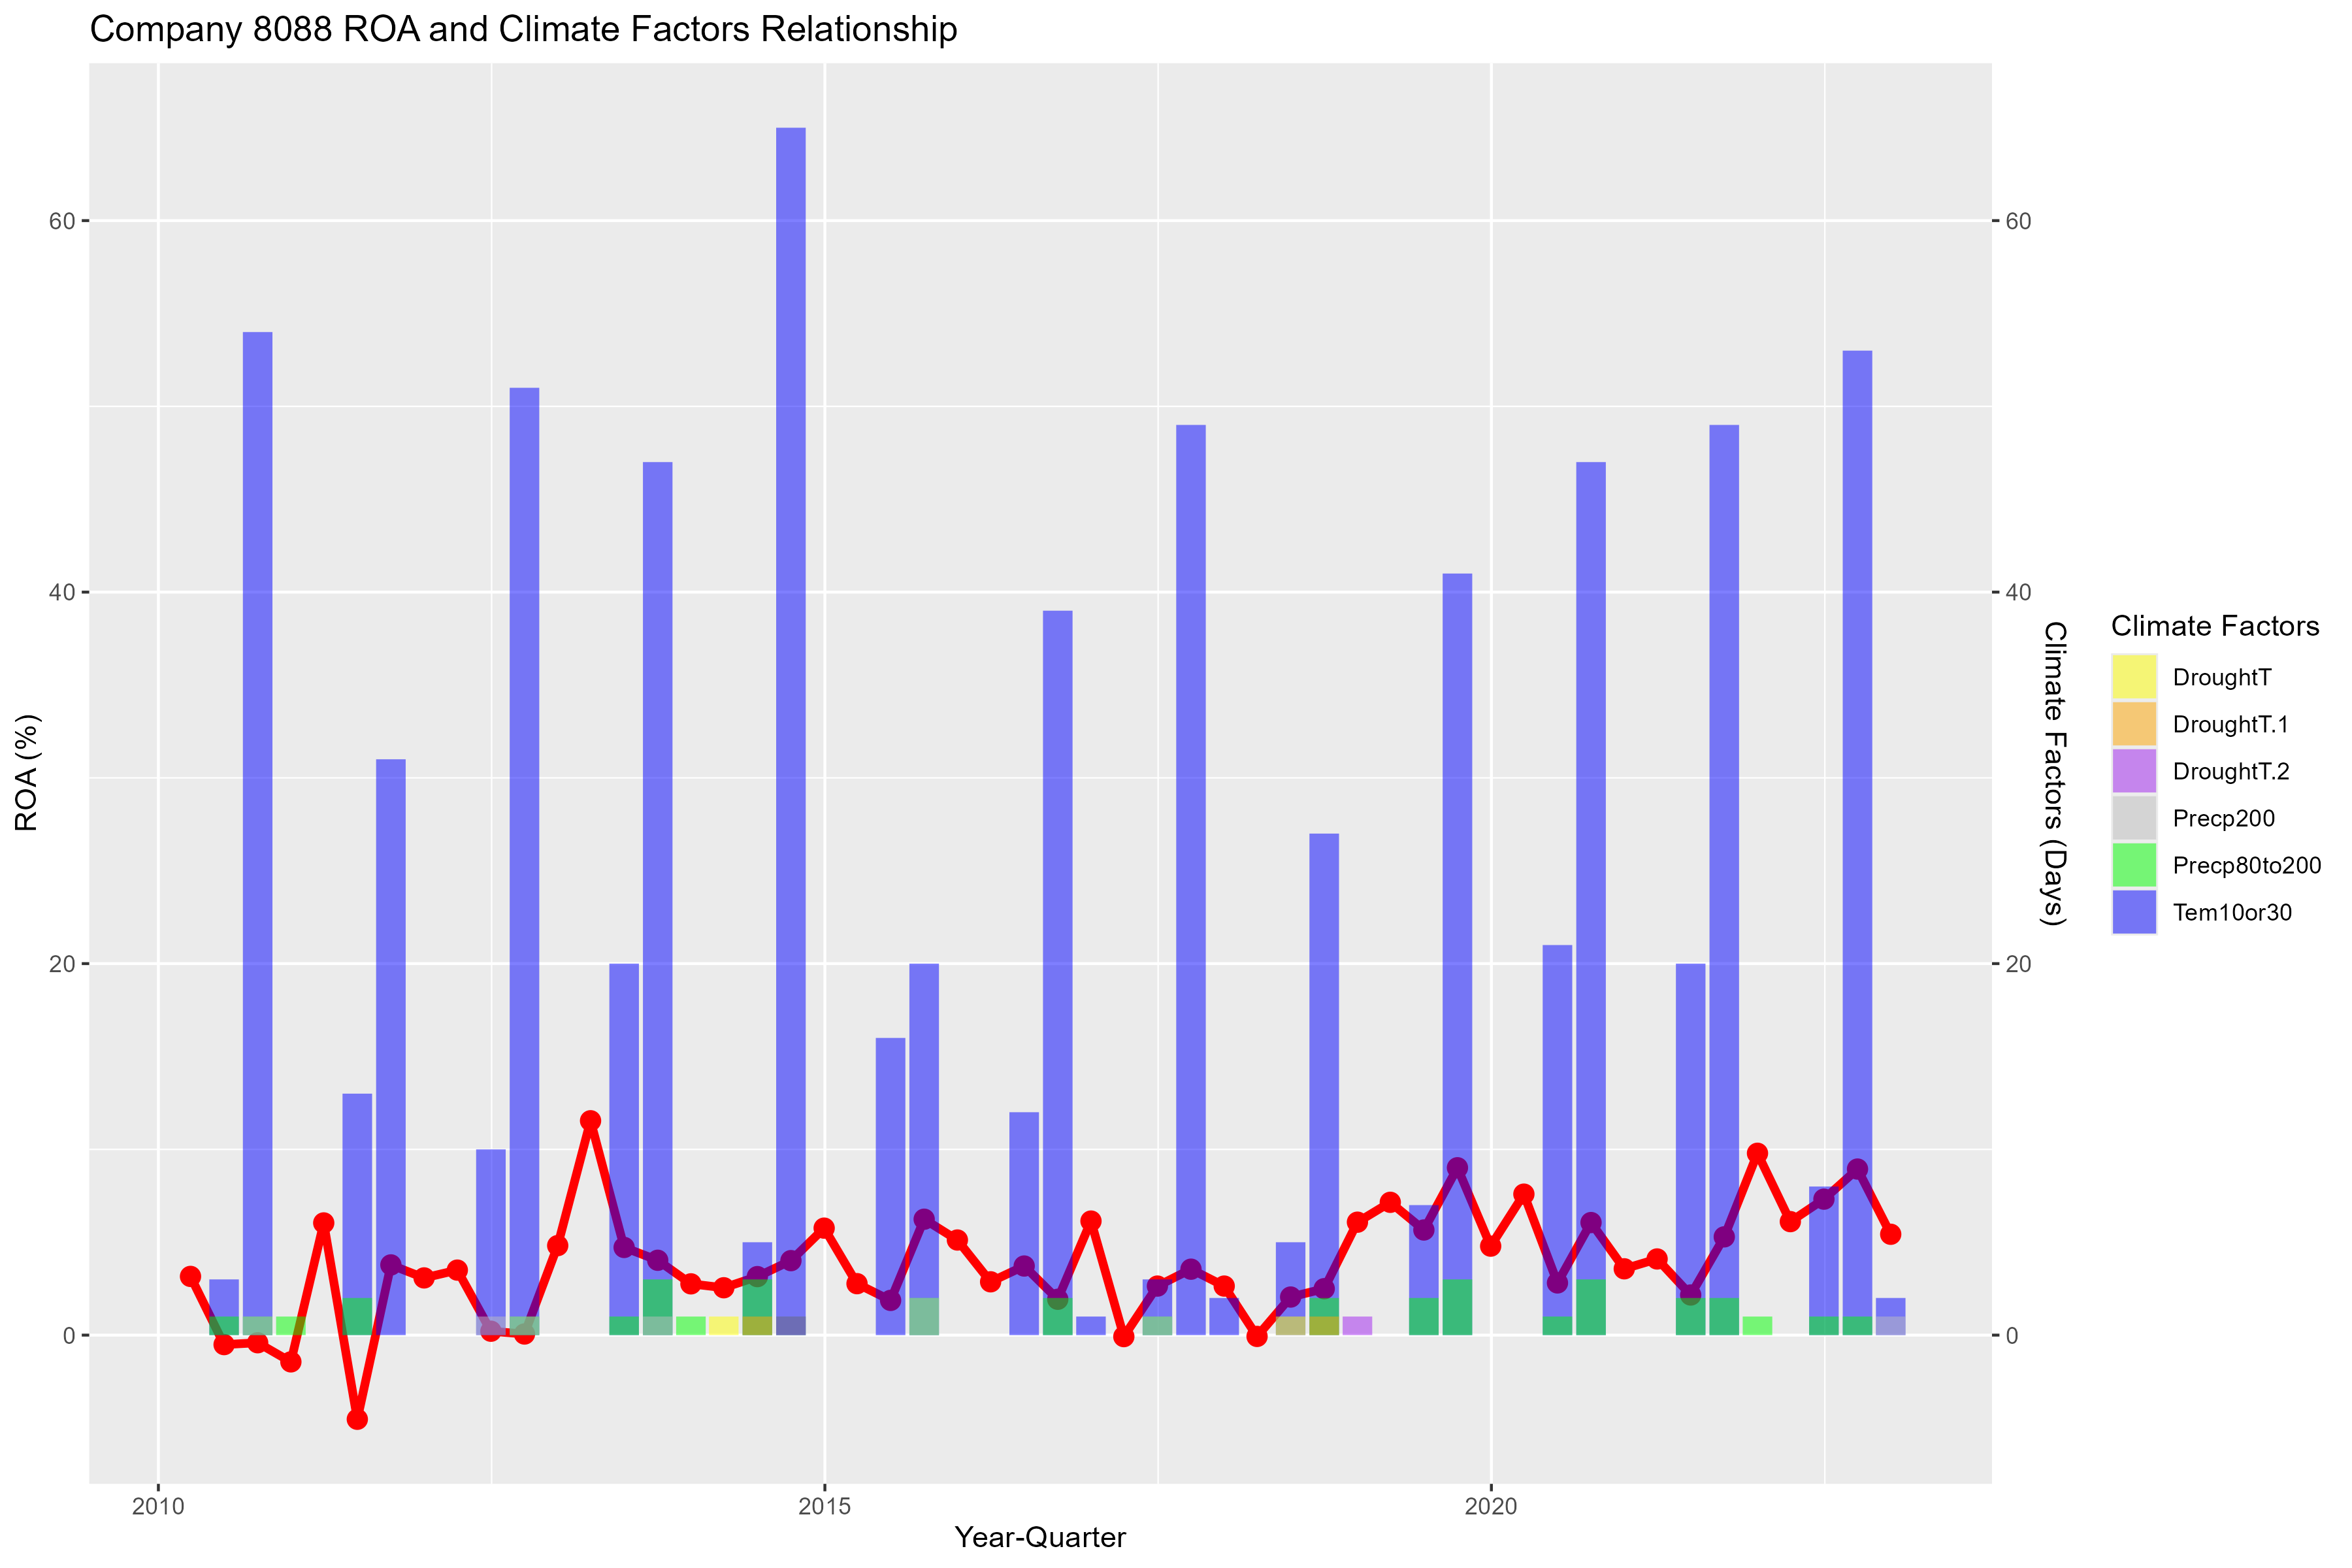 Company 8088 ROA and Climate Factors Relationship
ROA (%)
60
40
20
0
60
40
20
0
Climate Factors (Days)
2010
2015
2020
Year-Quarter
Climate Factors
DroughtT
DroughtT.1
DroughtT.2
Precp200
Precp80to200
Tem10or30